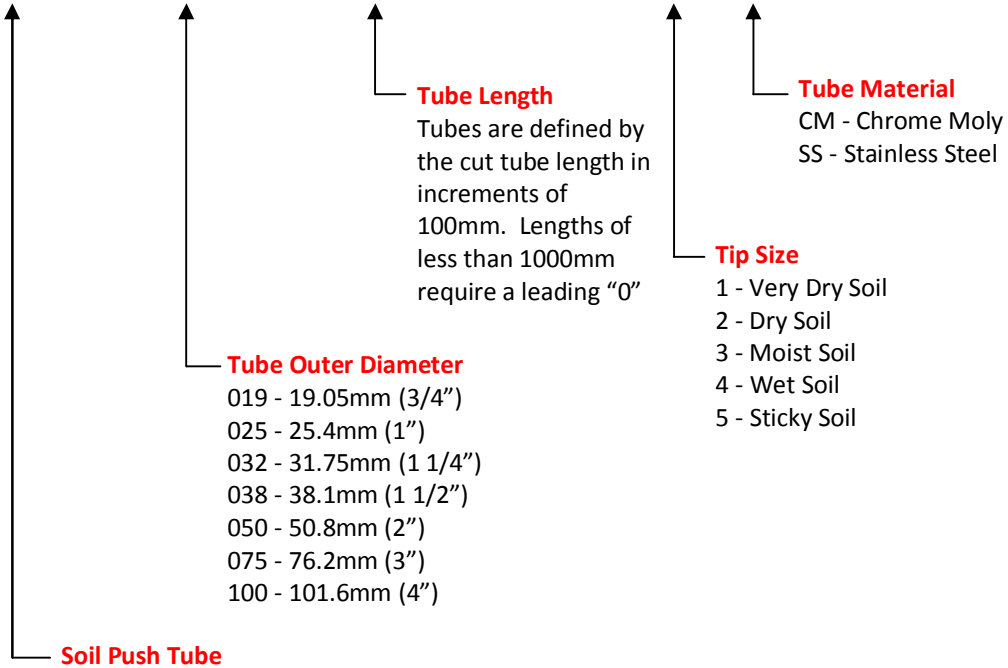 Tube Length
Tubes are defined by
the cut tube length in
increments of
100mm.  Lengths of
less than 1000mm
require a leading “0”
Tube Material
CM - Chrome Moly
SS - Stainless Steel
Tip Size
1 - Very Dry Soil
2 - Dry Soil
3 - Moist Soil
4 - Wet Soil
5 - Sticky Soil
Tube Outer Diameter
019 - 19.05mm (3/4”)
025 - 25.4mm (1”)
032 - 31.75mm (1 1/4”)
038 - 38.1mm (1 1/2”)
050 - 50.8mm (2”)
075 - 76.2mm (3”)
100 - 101.6mm (4”)
Soil Push Tube